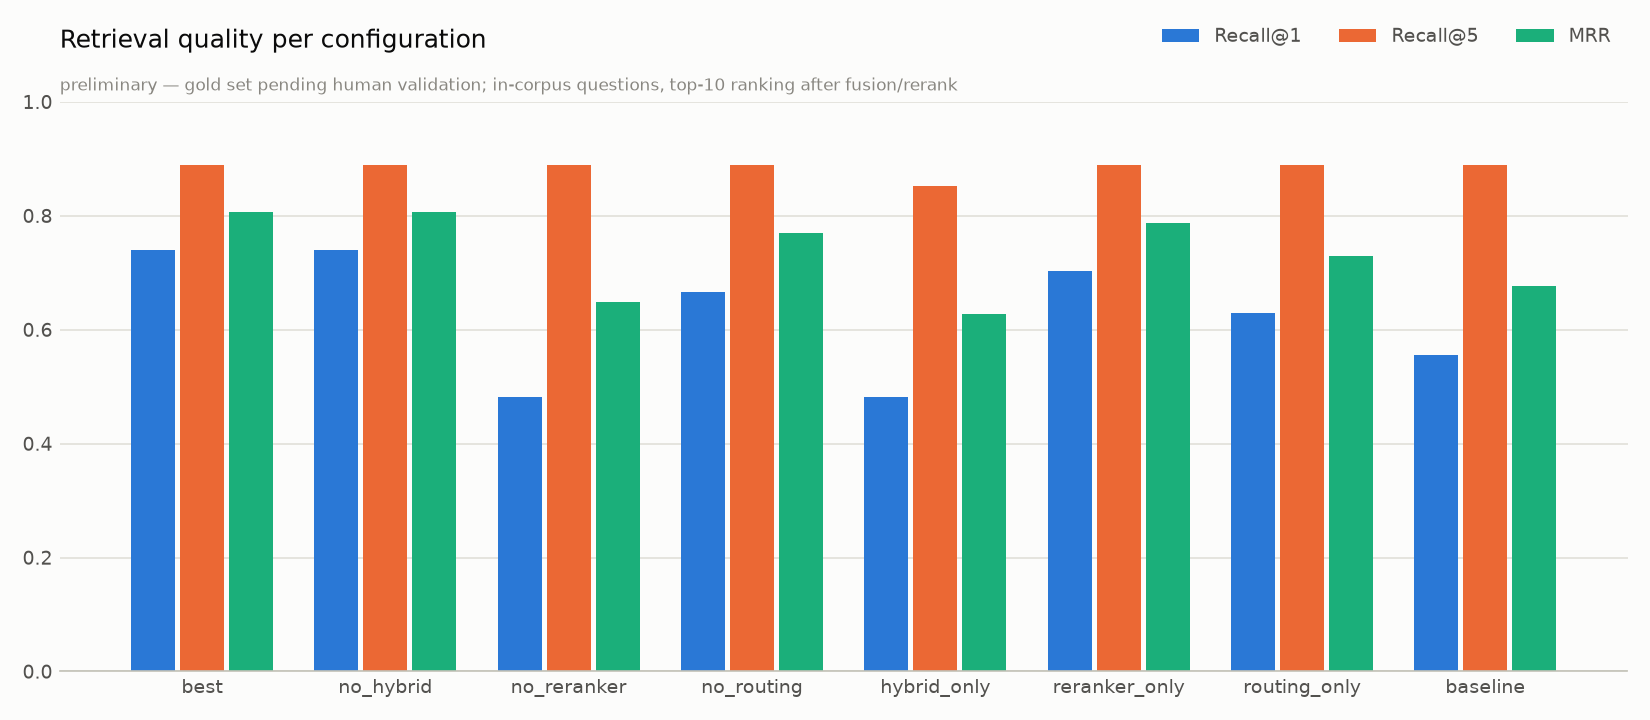 Retrieval quality per configuration
Recall@1 Recall@5 MRR
preliminary — gold set pending human validation; in-corpus questions, top-10 ranking after fusion/rerank
1.0
0.8
0.6
0.4
0.2
0.0
best no_hybrid no_reranker no_routing hybrid_only reranker_only routing_only baseline